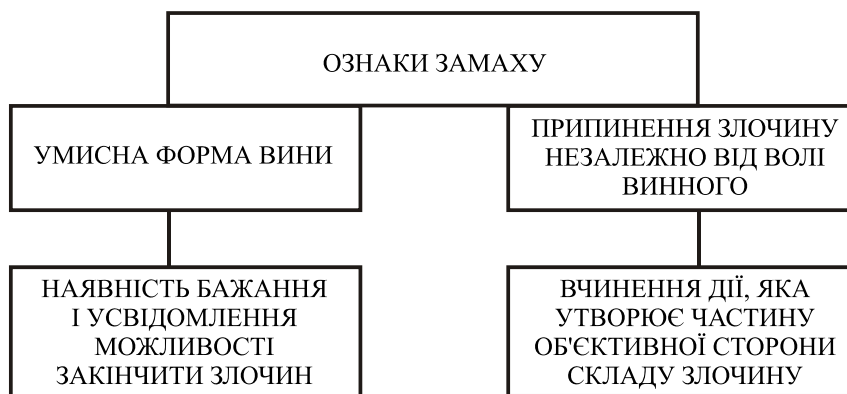 ОЗНАКИ ЗАМАХУ
УМИСНА ФОРМА ВИНИ
ПРИПИНЕННЯ ЗЛОЧИНУ
НЕЗАЛЕЖНО ВІД ВОЛІ
ВИННОГО
НАЯВНІСТЬ БАЖАННЯ
І УСВІДОМЛЕННЯ
МОЖЛИВОСТІ
ЗАКІНЧИТИ ЗЛОЧИН
ВЧИНЕННЯ ДІЇ, ЯКА
УТВОРЮЄ ЧАСТИНУ
ОБ'ЄКТИВНОЇ СТОРОНИ
СКЛАДУ ЗЛОЧИНУ